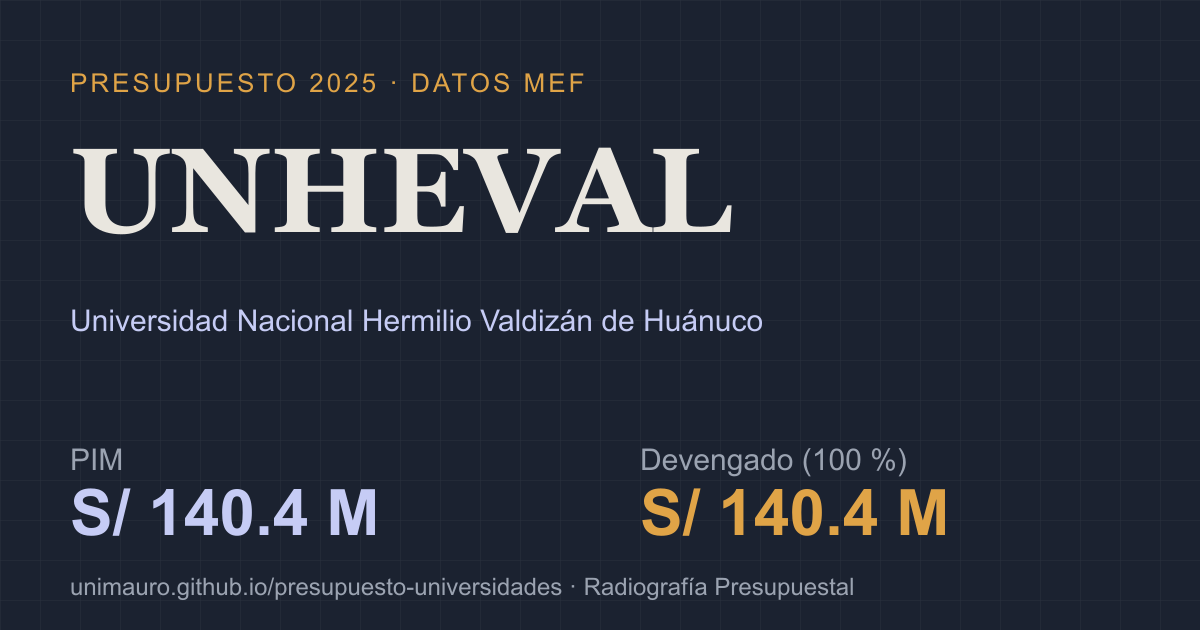 PRESUPUESTO 2025 · DATOS MEF
UNHEVAL
Universidad Nacional Hermilio Valdizán de Huánuco
PIM
S/ 140.4 M
Devengado (100 %)
S/ 140.4 M
unimauro.github.io/presupuesto-universidades · Radiografía Presupuestal